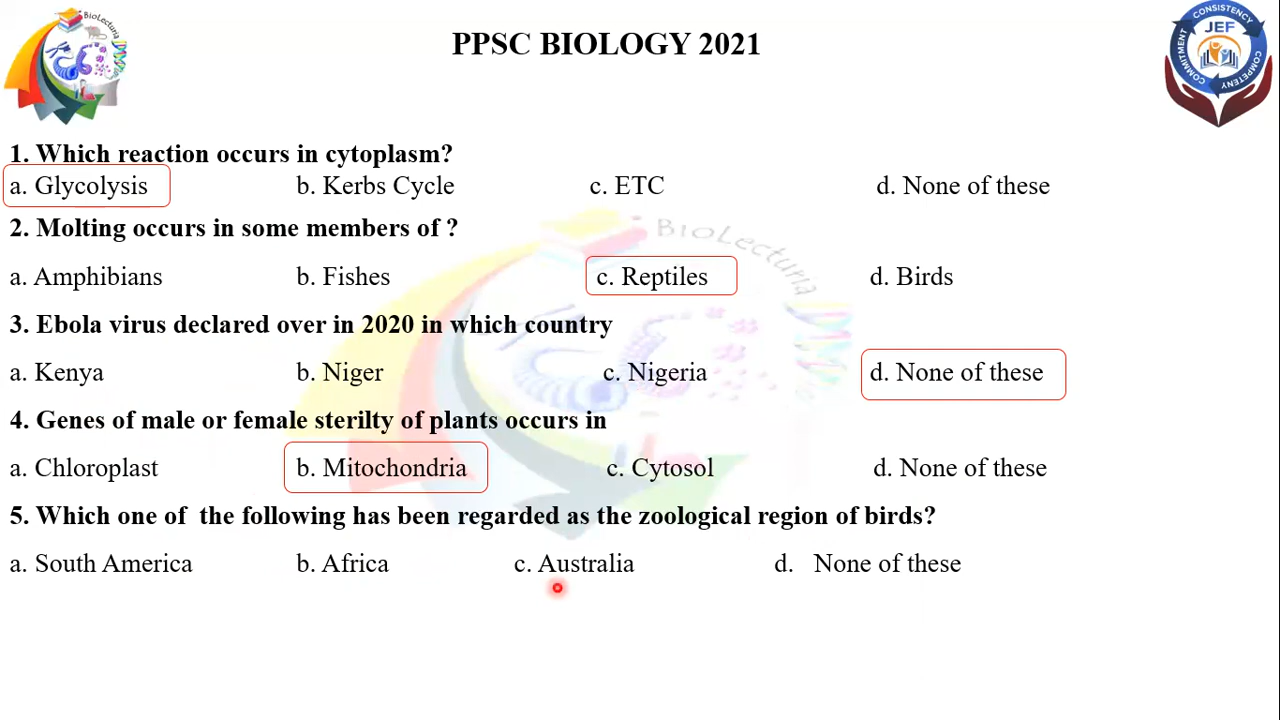 BioLecturia
PPSC BIOLOGY 2021
CONSISTENCY
COMMITMENT
COMPETENY
JEF
1. Which reaction occurs in cytoplasm?
a. Glycolysis b. Kerbs Cycle c. ETC d. None of these
2. Molting occurs in some members of ?
BioLecturia
a. Amphibians b. Fishes c. Reptiles d. Birds
3. Ebola virus declared over in 2020 in which country
a. Kenya b. Niger c. Nigeria d. None of these
4. Genes of male or female sterilty of plants occurs in
a. Chloroplast b. Mitochondria c. Cytosol d. None of these
5. Which one of the following has been regarded as the zoological region of birds?
a. South America b. Africa c. Australia d. None of these